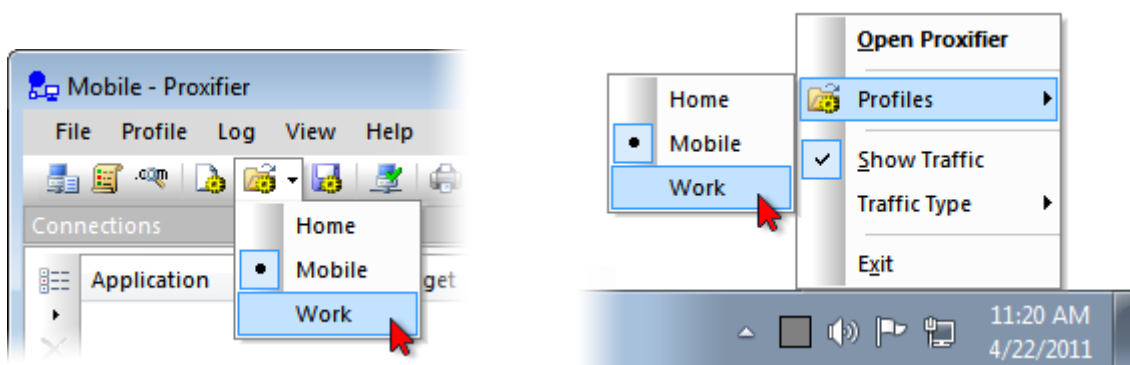 Mobile - Proxifier
File Profile Log View Help
.com
Connections
Home
Mobile
Work
Application
get
Open Proxifier
Profiles
Show Traffic
Traffic Type
Exit
Home
Mobile
Work
11:20 AM
4/22/2011